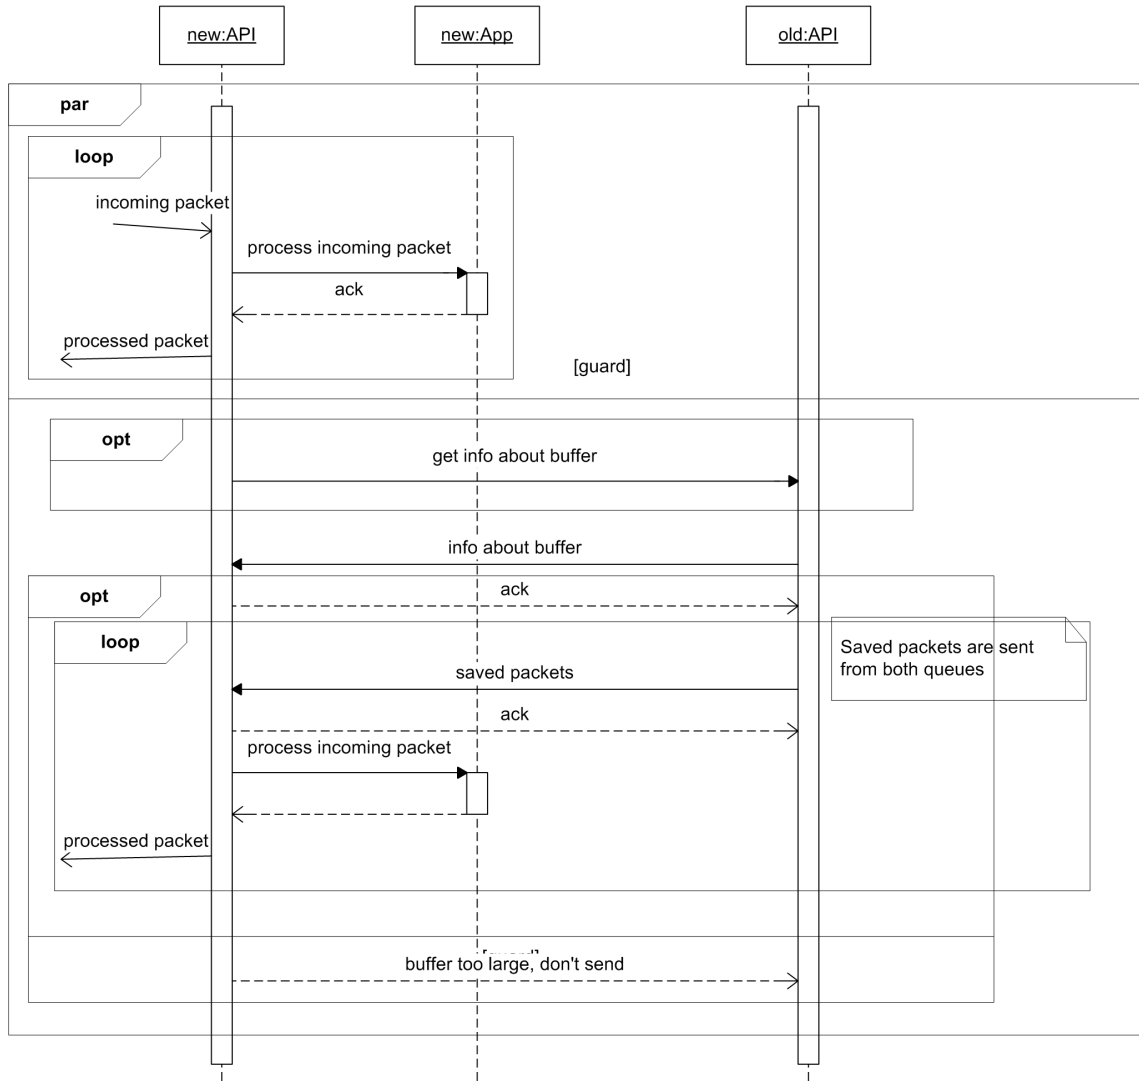 new:API
new:App
old:API
par
loop
incoming packet
process incoming packet
ack
processed packet
[guard]
opt
get info about buffer
info about buffer
opt
ack
loop
Saved packets are sent
from both queues
saved packets
ack
process incoming packet
processed packet
buffer too large, don't send